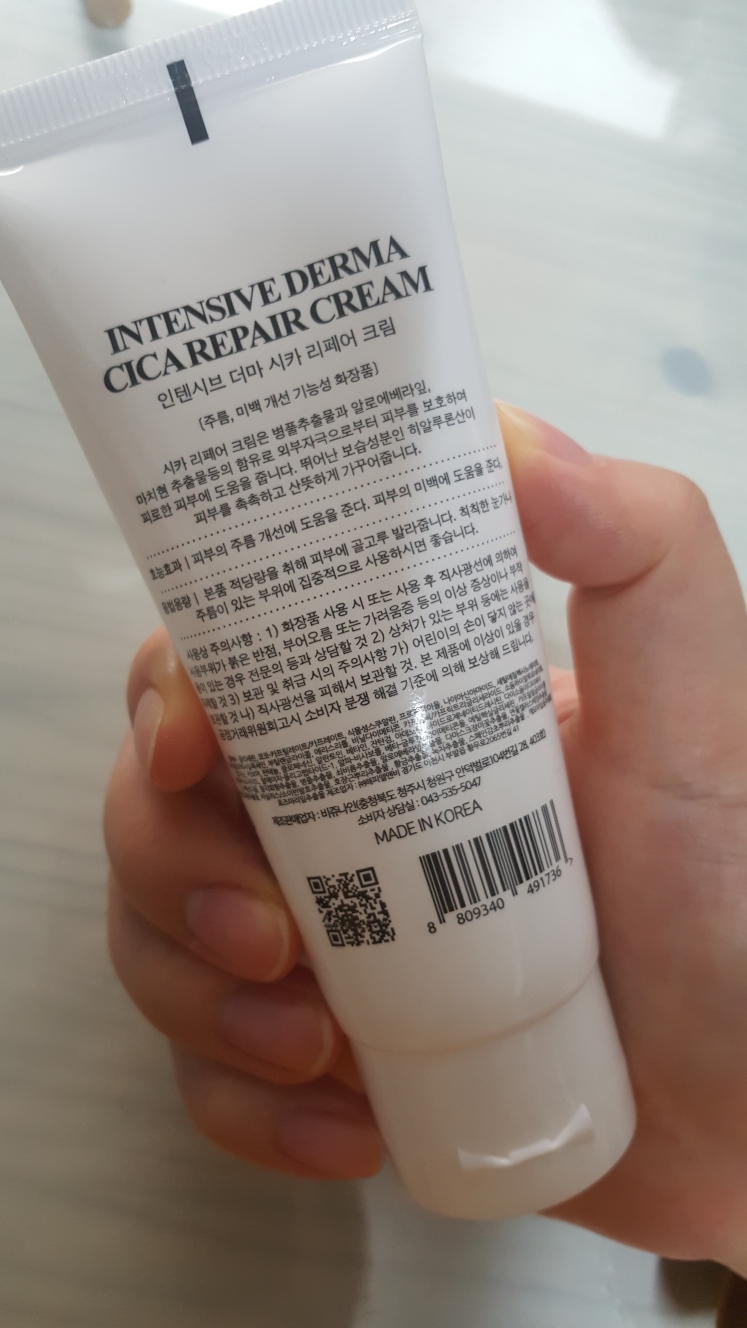 INTENSIVE DERMA
CICA REPAIR CREAM
인텐시브 더마 시카 리페어 크림
(주름, 미백 개선 기능성 화장품)
시카 리페어 크림은 병풀추출물과 알로에베라잎,
마치현 추출물등의 함유로 외부자극으로부터 피부를 보호하며
피로한 피부에 도움을 줍니다. 뛰어난 보습성분인 히알루론산이
피부를 촉촉하고 산뜻하게 가꾸어줍니다.
효능효과 | 피부의 주름 개선에 도움을 준다. 피부의 미백에 도움을 준다.
용법용량 | 본품 적당량을 취해 피부에 골고루 발라줍니다. 칙칙한 눈가나
주름이 있는 부위에 집중적으로 사용하시면 좋습니다.
사용상 주의사항 : 1) 화장품 사용 시 또는 사용 후 직사광선에 의하여
사용부위가 붉은 반점, 부어오름 또는 가려움증 등의 이상 증상이나 부작
용이 있는 경우 전문의 등과 상담할 것 2) 상처가 있는 부위 등에는 사용을
자제할 것 3) 보관 및 취급 시의 주의사항 가) 어린이의 손이 닿지 않는 곳에
보관할 것 나) 직사광선을 피해서 보관할 것. 본 제품에 이상이 있을 경우
공정거래위원회고시 소비자 분쟁 해결 기준에 의해 보상해 드립니다.
제조판매업자 : 비쥬나인(충청북도 청주시 청원구 안덕벌로104번길 28, 403호)
소비자 상담실 : 043-535-5047
MADE IN KOREA
8 809340 491736